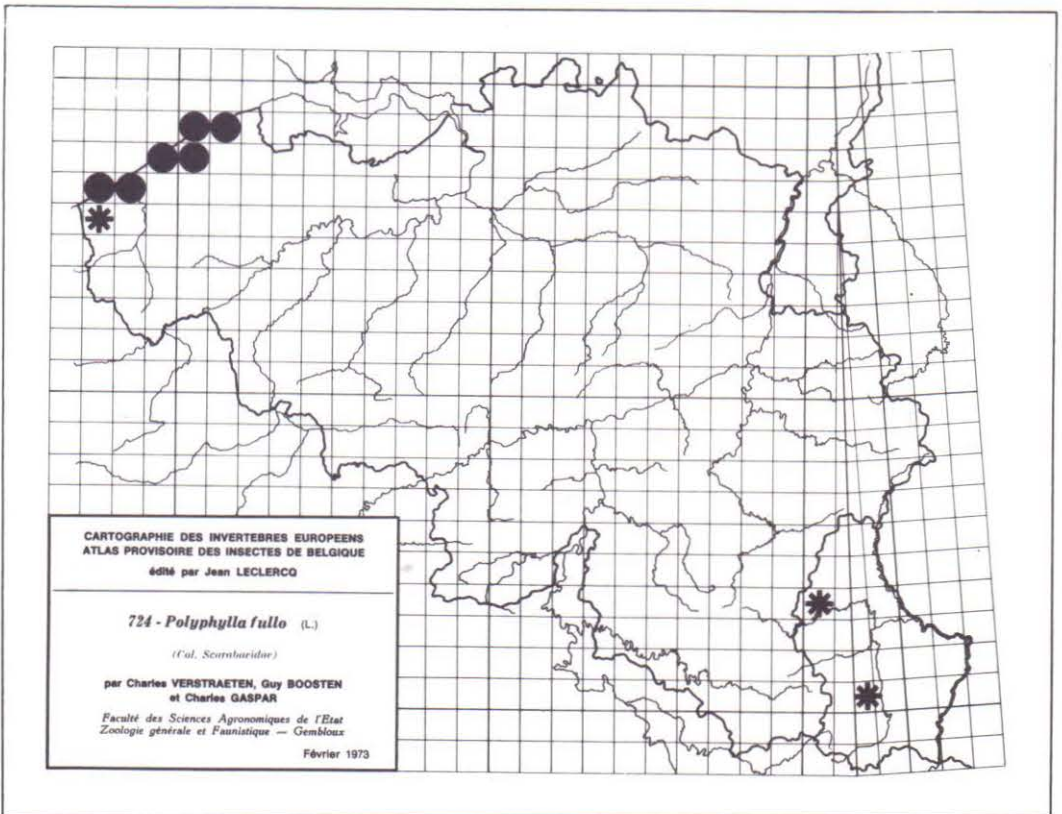 CARTOGRAPHIE DES INVERTEBRES EUROPEENS
ATLAS PROVISOIRE DES INSECTES DE BELGIQUE
édité par Jean LECLERCQ
724 - Polyphylla fullo (L.)
(Col. Scarabaeidae)
par Charles VERSTRAETEN, Guy BOOSTEN
et Charles GASPAR
Faculté des Sciences Agronomiques de l'Etat
Zoologie générale et Faunistique — Gembloux
Février 1973